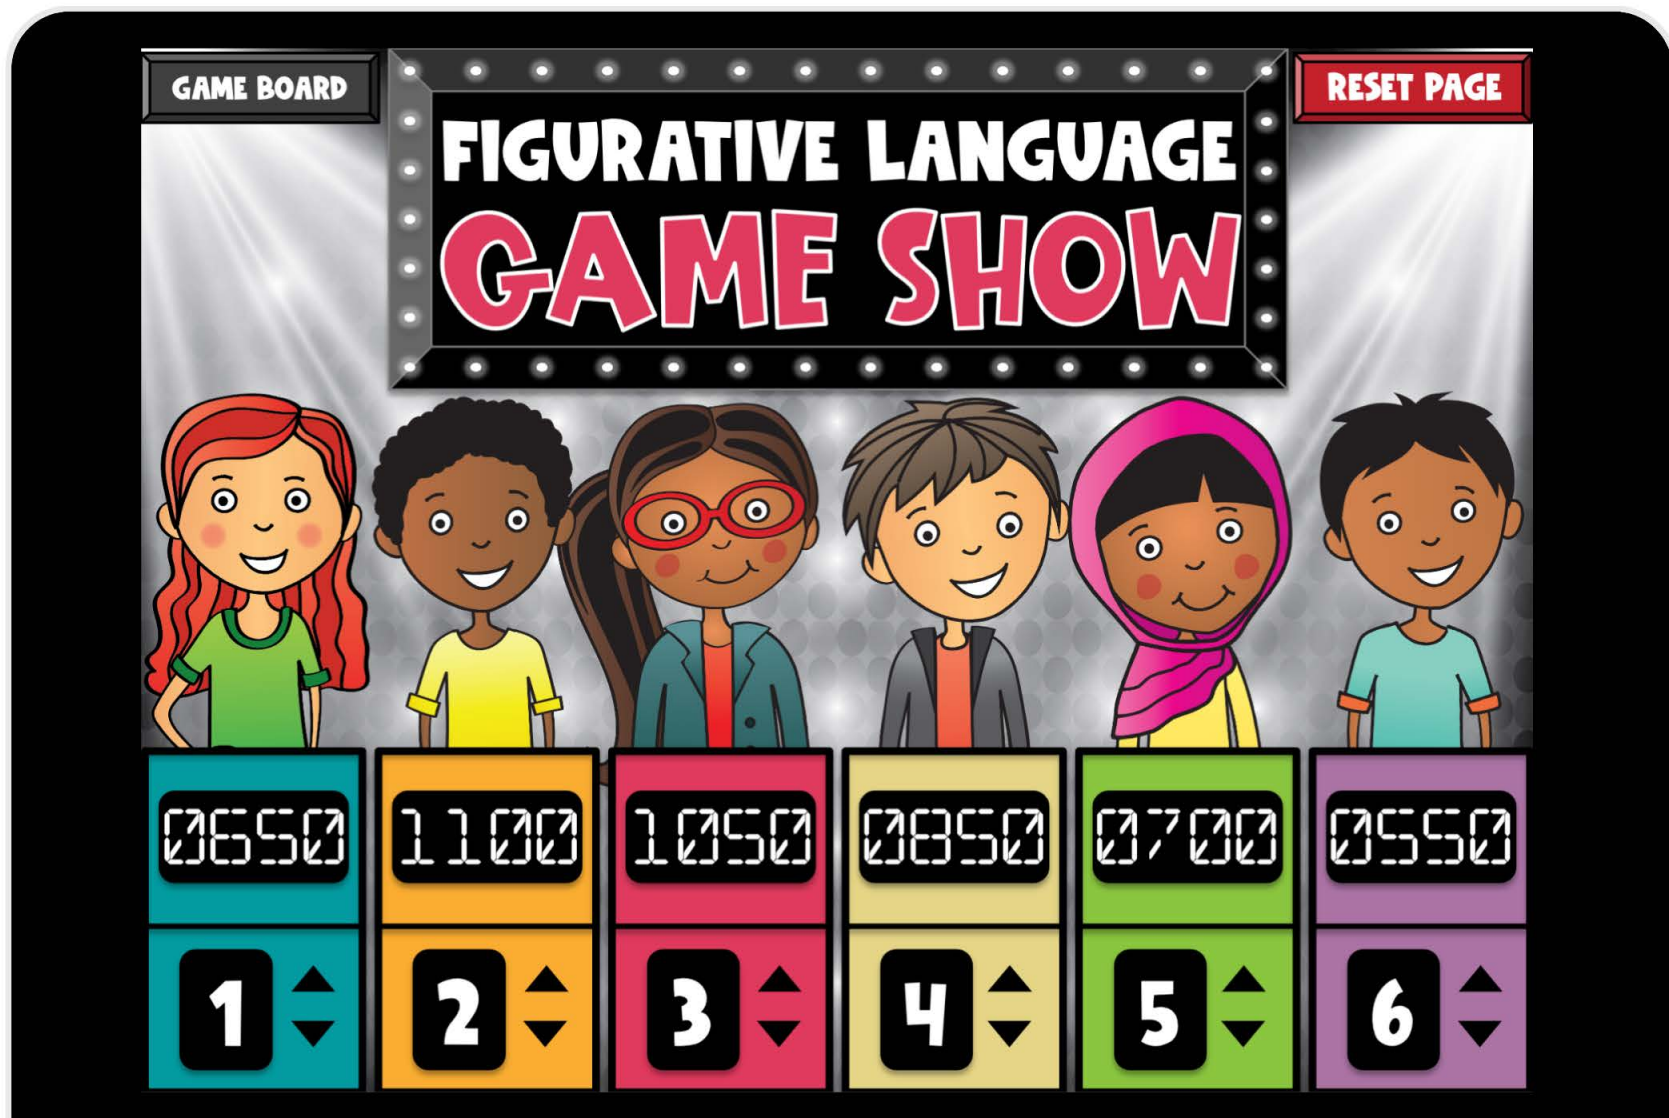 GAME BOARD
RESET PAGE
FIGURATIVE LANGUAGE
GAME SHOW
0650 1100 1050 0850 0700 0550
1 2 3 4 5 6